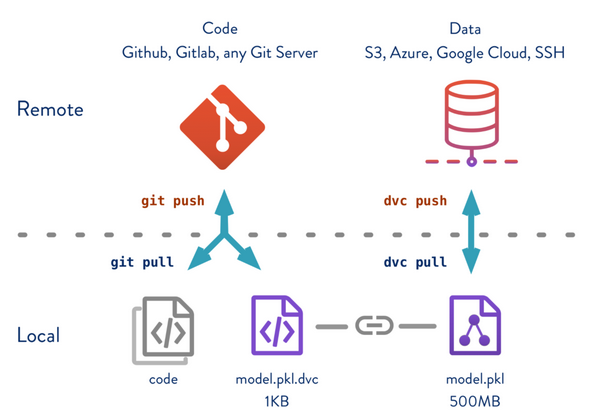 Code
Github, Gitlab, any Git Server
Data
S3, Azure, Google Cloud, SSH
Remote
git push
dvc push
git pull
dvc pull
Local
code
model.pkl.dvc
1KB
model.pkl
500MB